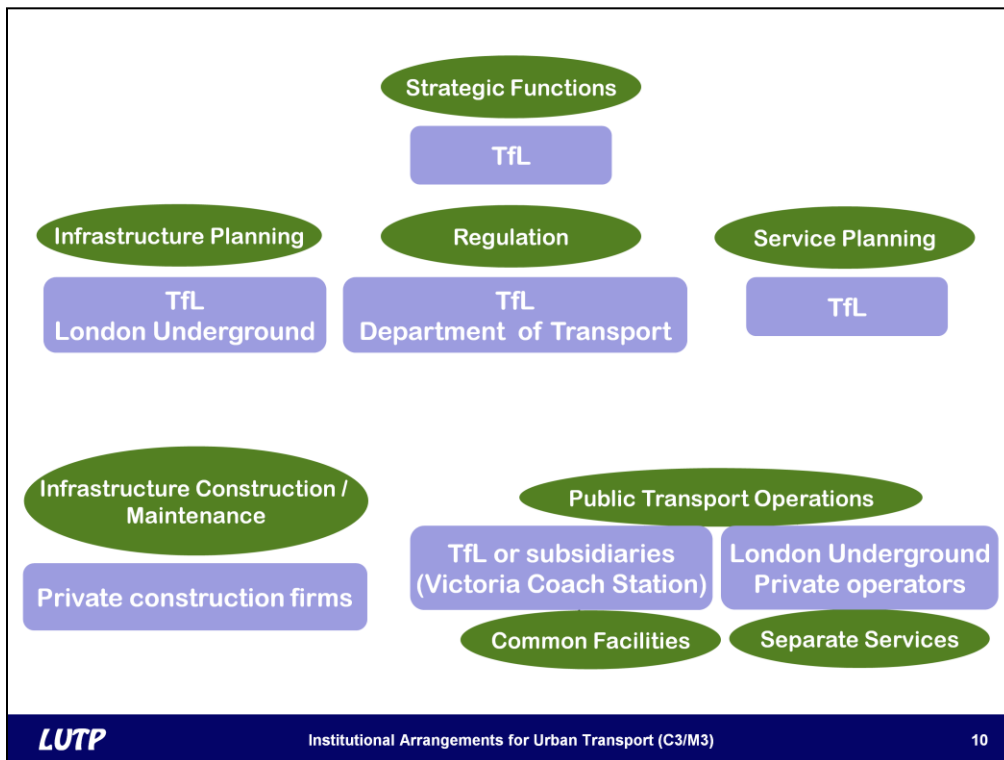 Strategic Functions
TfL
Infrastructure Planning
TfL
London Underground
Regulation
TfL
Department of Transport
Service Planning
TfL
Infrastructure Construction /
Maintenance
Private construction firms
Public Transport Operations
TfL or subsidiaries
(Victoria Coach Station)
London Underground
Private operators
Common Facilities
Separate Services
LUTP
Institutional Arrangements for Urban Transport (C3/M3)
10